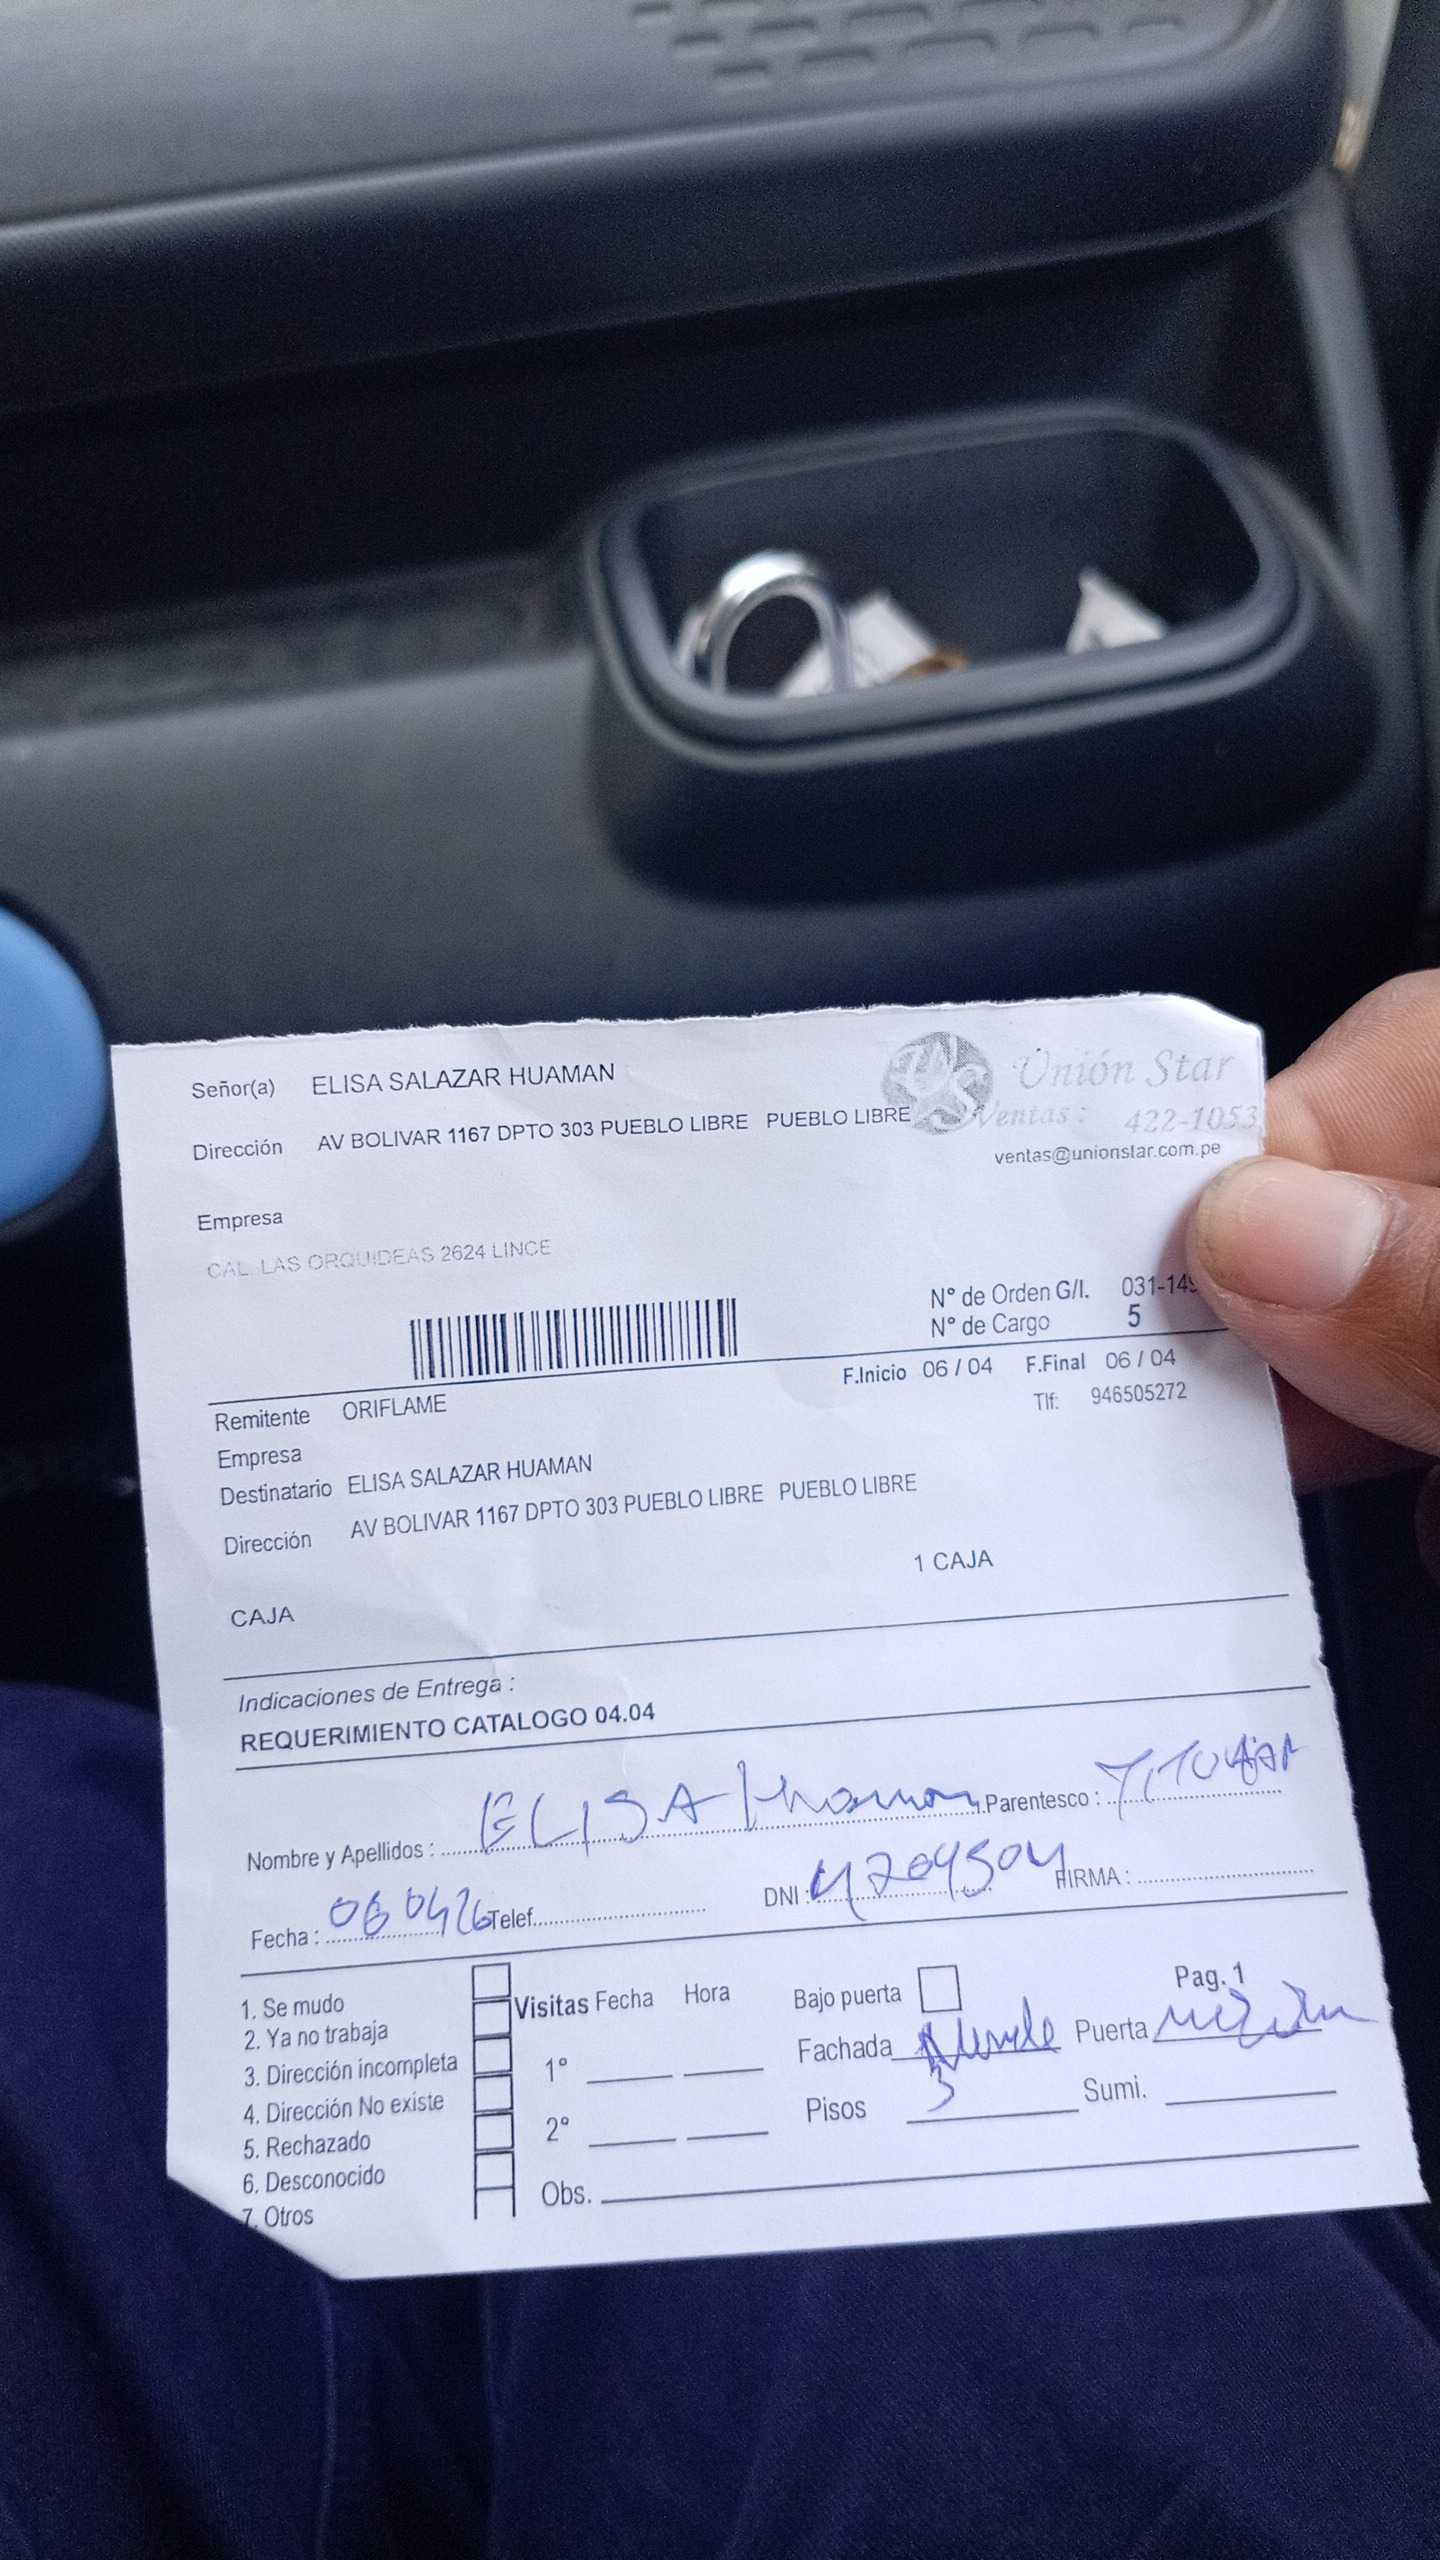 Señor(a) ELISA SALAZAR HUAMAN
Unión Star
Dirección AV BOLIVAR 1167 DPTO 303 PUEBLO LIBRE PUEBLO LIBRE
Ventas: 422-1053
ventas@unionstar.com.pe
Empresa
CAL. LAS ORQUIDEAS 2624 LINCE
N° de Orden G/I. 031-149
N° de Cargo 5
F.Inicio 06 / 04 F.Final 06 / 04
Remitente ORIFLAME
Tlf: 946505272
Empresa
Destinatario ELISA SALAZAR HUAMAN
Dirección AV BOLIVAR 1167 DPTO 303 PUEBLO LIBRE PUEBLO LIBRE
1 CAJA
CAJA
Indicaciones de Entrega :
REQUERIMIENTO CATALOGO 04.04
Nombre y Apellidos : ELISA Huaman Parentesco : TITULAR
Fecha : 060426 Telef. DNI : FIRMA :
1. Se mudo
2. Ya no trabaja
3. Dirección incompleta
4. Dirección No existe
5. Rechazado
6. Desconocido
7. Otros
Visitas Fecha Hora
1°
2°
Obs.
Bajo puerta
Pag. 1
Fachada Puerta
Pisos 3 Sumi.